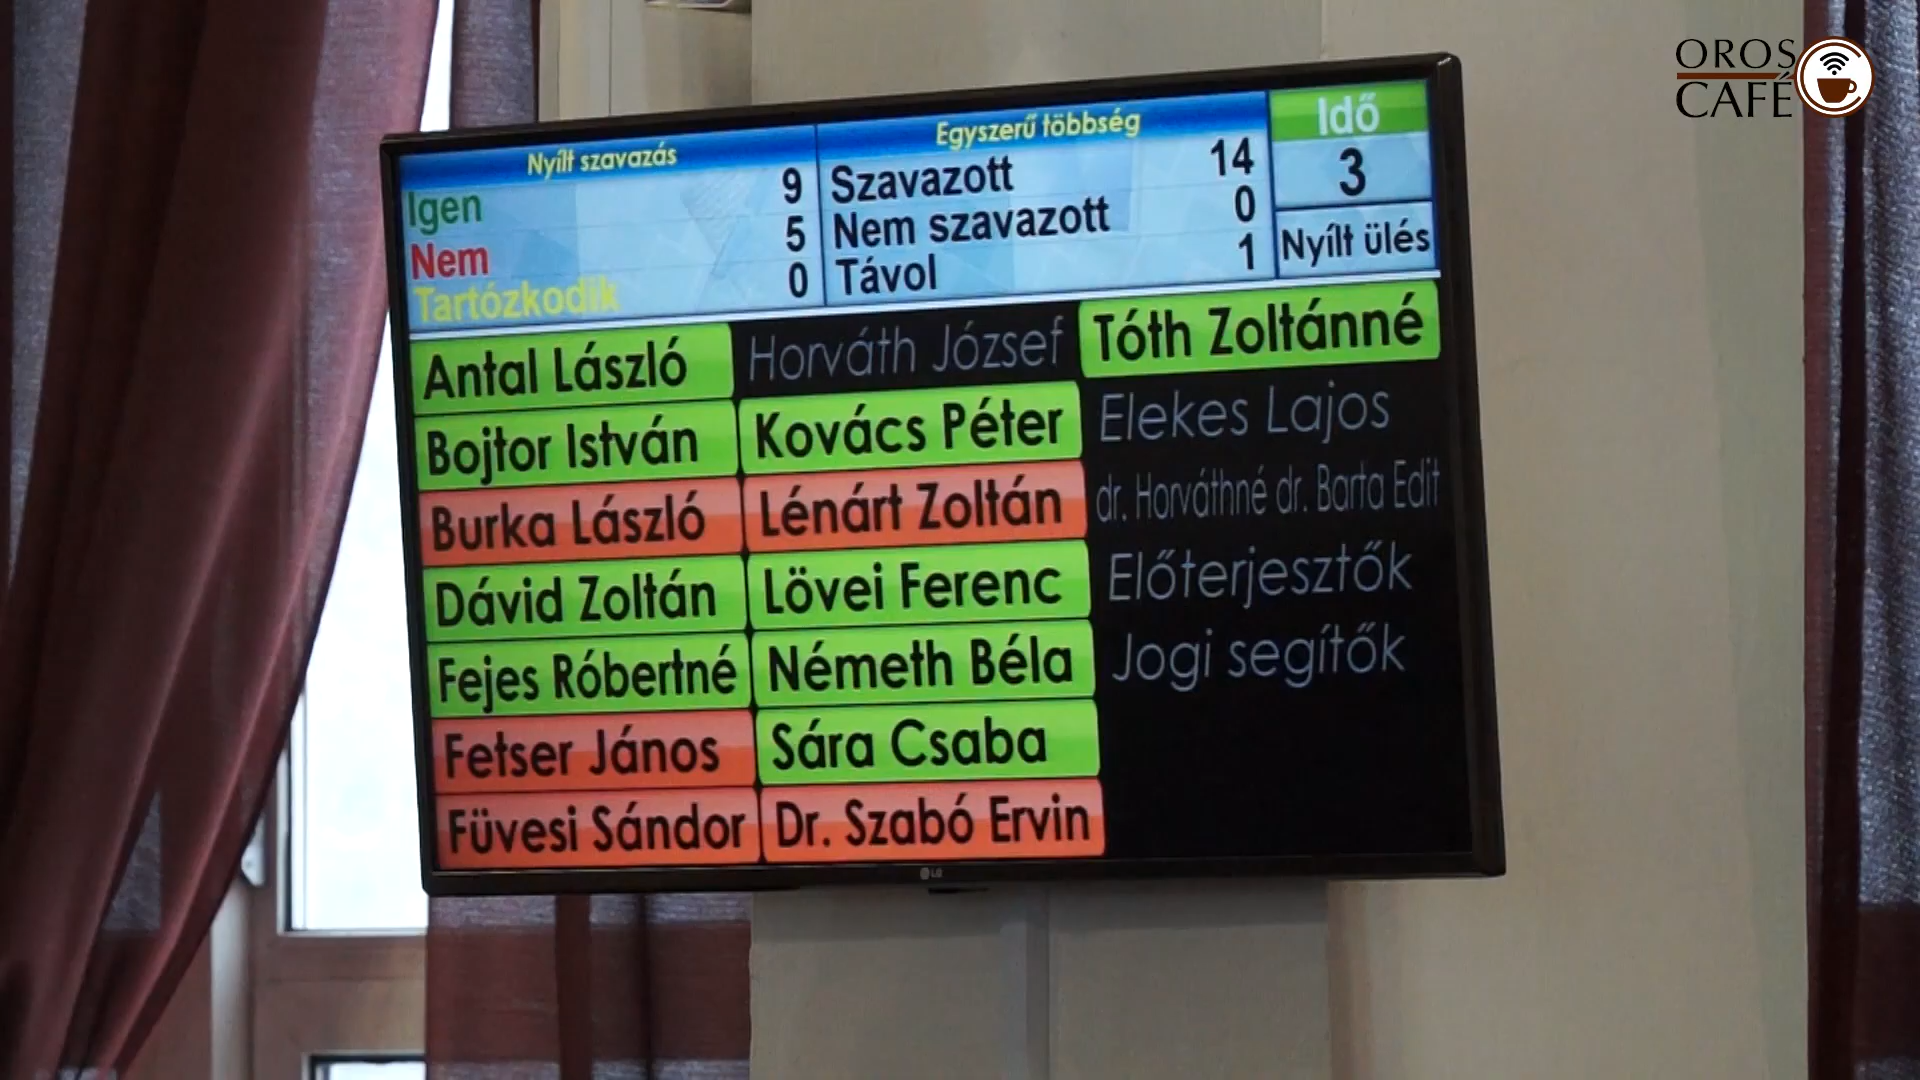 OROS
CAFÉ
Nyílt szavazás
Igen 9
Nem 5
Tartózkodik 0
Egyszerű többség
Szavazott 14
Nem szavazott 0
Távol 1
Idő
3
Nyílt ülés
Antal László
Bojtor István
Burka László
Dávid Zoltán
Fejes Róbertné
Fetser János
Füvesi Sándor
Horváth József
Kovács Péter
Lénárt Zoltán
Lövei Ferenc
Németh Béla
Sára Csaba
Dr. Szabó Ervin
Tóth Zoltánné
Elekes Lajos
dr. Horváthné dr. Barta Edit
Előterjesztők
Jogi segítők
LG